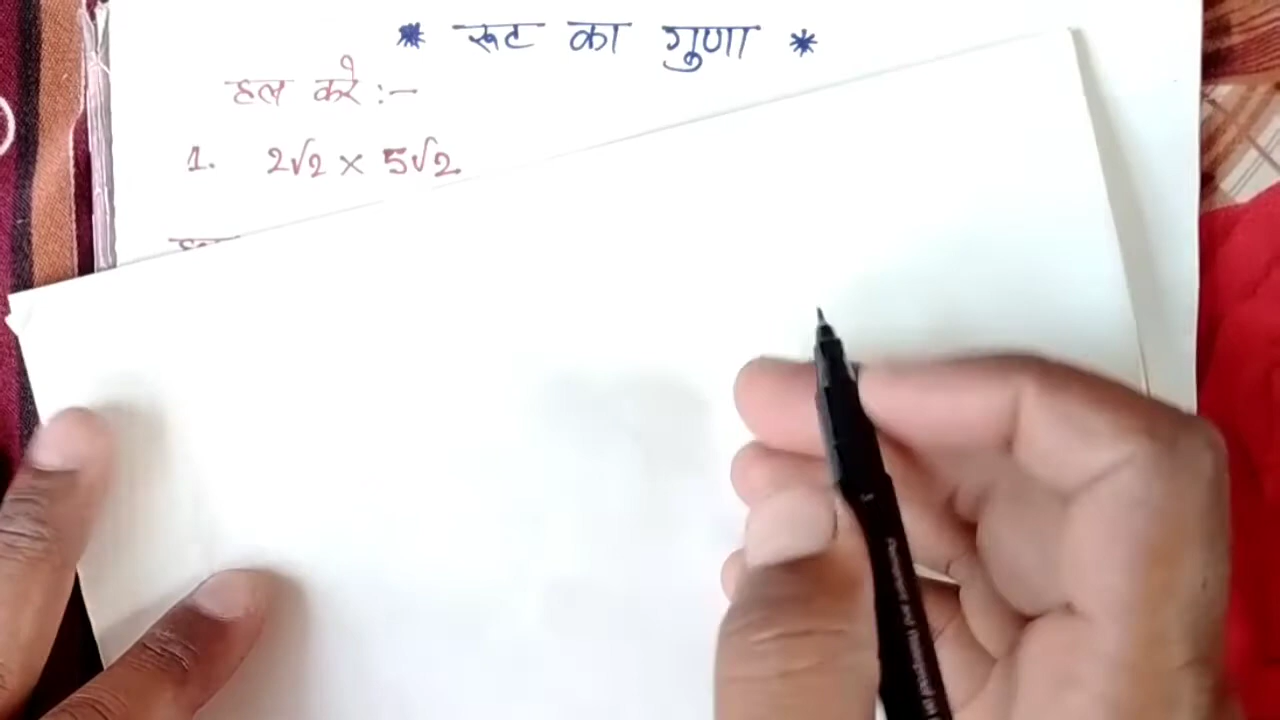 * रूट का गुणा *
हल करे :-
1. 2√2 × 5√2